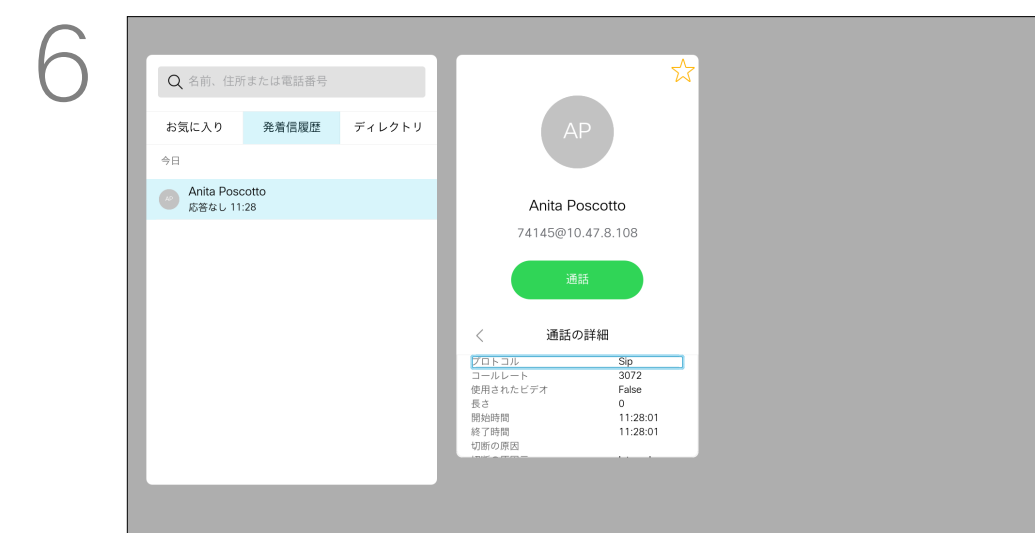 6
名前、住所または電話番号
お気に入り 発着信履歴 ディレクトリ
今日
AP
Anita Poscotto
応答なし 11:28
AP
Anita Poscotto
74145@10.47.8.108
通話
通話の詳細
プロトコル Sip
コールレート 3072
使用されたビデオ False
長さ 0
開始時間 11:28:01
終了時間 11:28:01
切断の原因